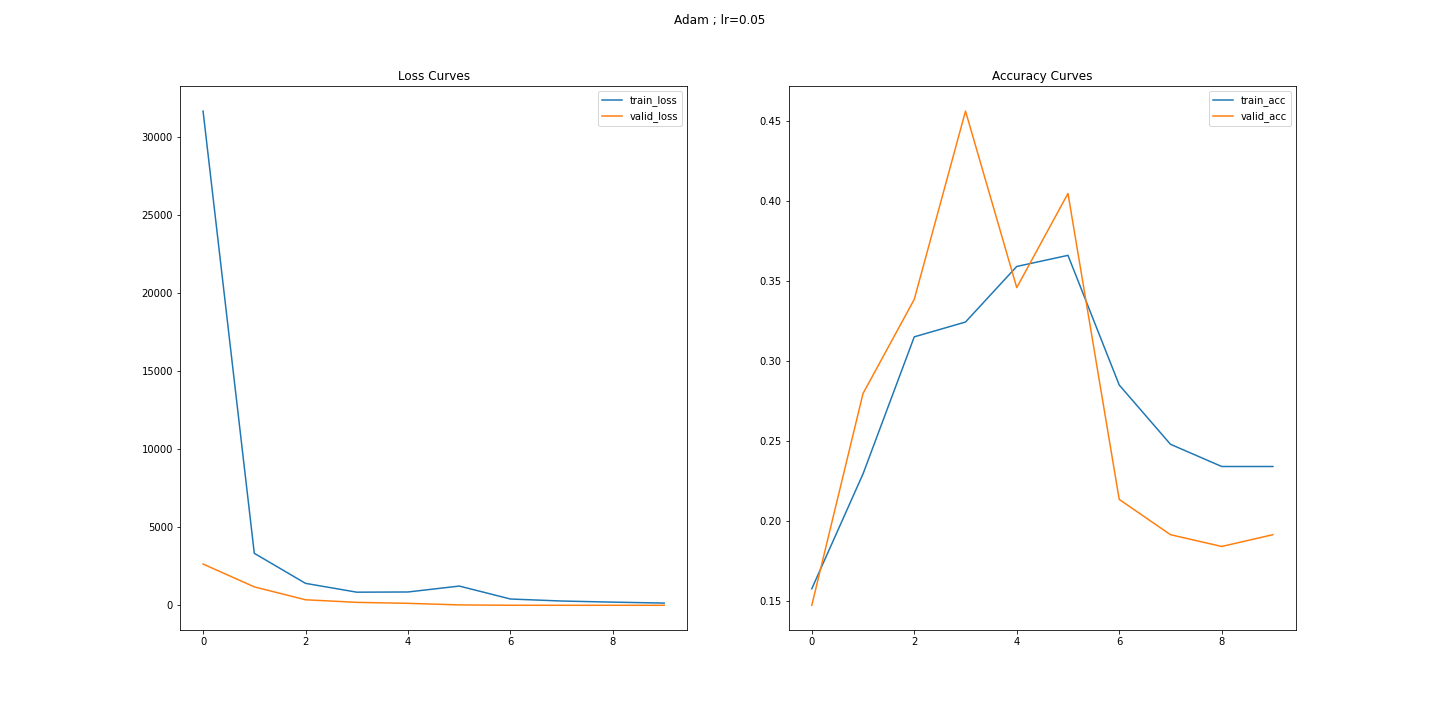 Adam ; lr=0.05
Loss Curves
train_loss
valid_loss
30000
25000
20000
15000
10000
5000
0
0 2 4 6 8
Accuracy Curves
train_acc
valid_acc
0.45
0.40
0.35
0.30
0.25
0.20
0.15
0 2 4 6 8